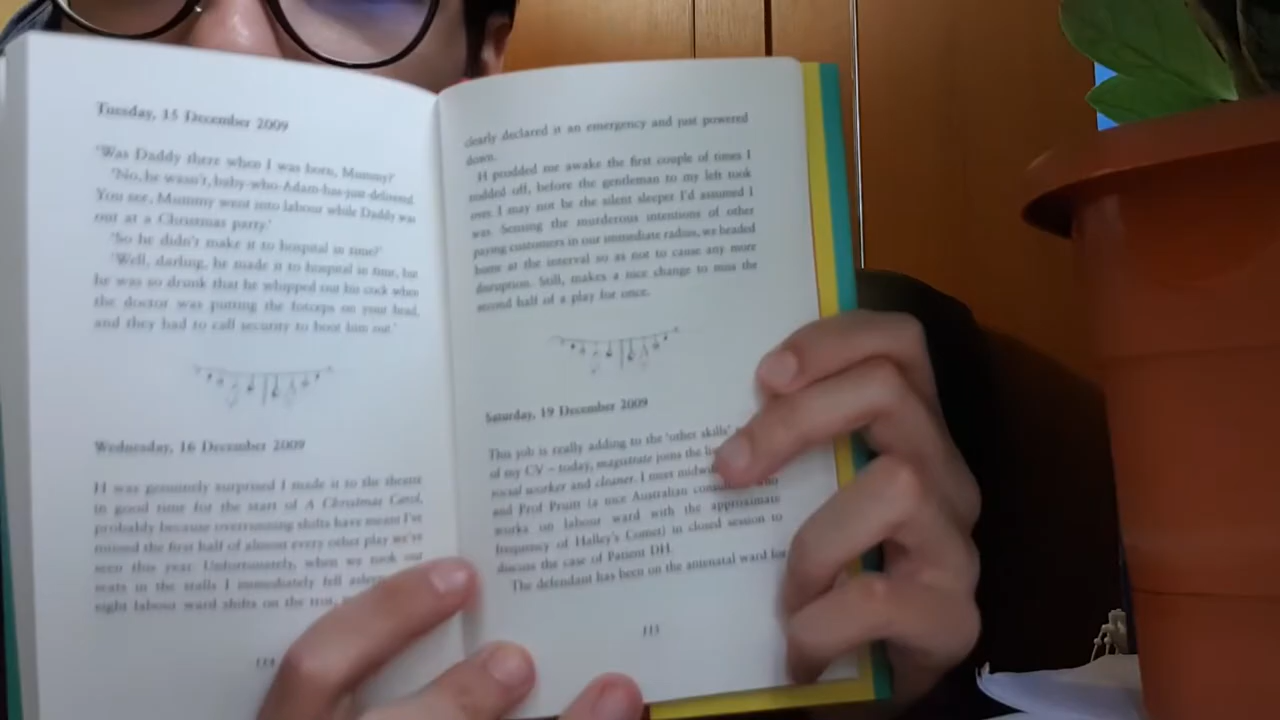 Tuesday, 15 December 2009
'Was Daddy there when I was born, Mummy?'
'No, he wasn't, baby-who-Adam-has-just-delivered.
You see, Mummy went into labour while Daddy was
out at a Christmas party.'
'So he didn't make it to hospital in time?'
'Well, darling, he made it to hospital in time, but
he was so drunk that he whipped out his cock when
the doctor was putting the forceps on your head,
and they had to call security to boot him out.'
Wednesday, 16 December 2009
H was genuinely surprised I made it to the theatre
in good time for the start of A Christmas Carol,
probably because overrunning shifts have meant I've
missed the first half of almost every other play we've
seen this year. Unfortunately, when we took our
seats in the stalls I immediately fell asleep
eight labour ward shifts on the trot,
114
clearly declared it an emergency and just powered
down.
H prodded me awake the first couple of times I
nodded off, before the gentleman to my left took
over. I may not be the silent sleeper I'd assumed I
was. Sensing the murderous intentions of other
paying customers in our immediate radius, we headed
home at the interval so as not to cause any more
disruption. Still, makes a nice change to miss the
second half of a play for once.
Saturday, 19 December 2009
This job is really adding to the 'other skills'
of my CV – today, magistrate joins the
social worker and cleaner. I meet
and Prof Pruitt (a nice Australian who
works on labour ward with the approximate
frequency of Halley's Comet) in closed session to
discuss the case of Patient DH.
The defendant has been on the antenatal ward for
115